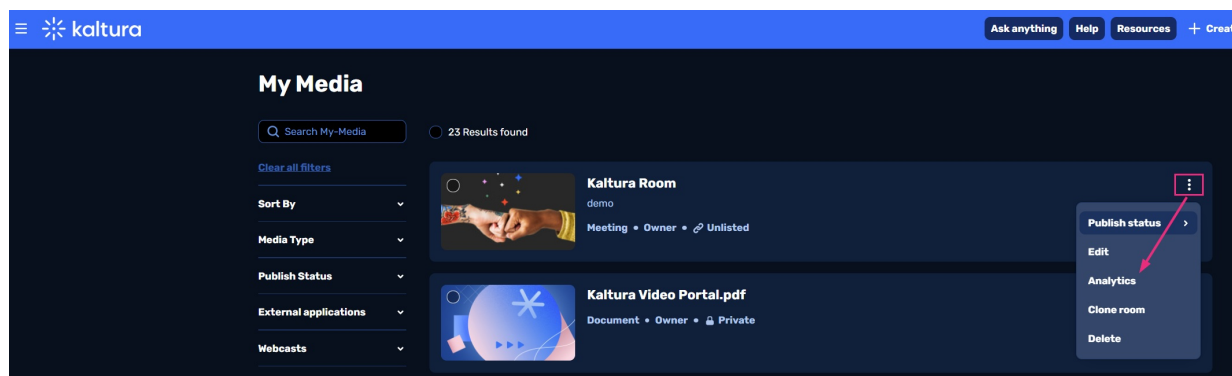 kaltura
Ask anything Help Resources + Creat
My Media
Search My-Media
23 Results found
Clear all filters
Sort By
Media Type
Publish Status
External applications
Webcasts
Kaltura Room
demo
Meeting • Owner • Unlisted
Publish status
Edit
Analytics
Clone room
Delete
Kaltura Video Portal.pdf
Document • Owner • Private